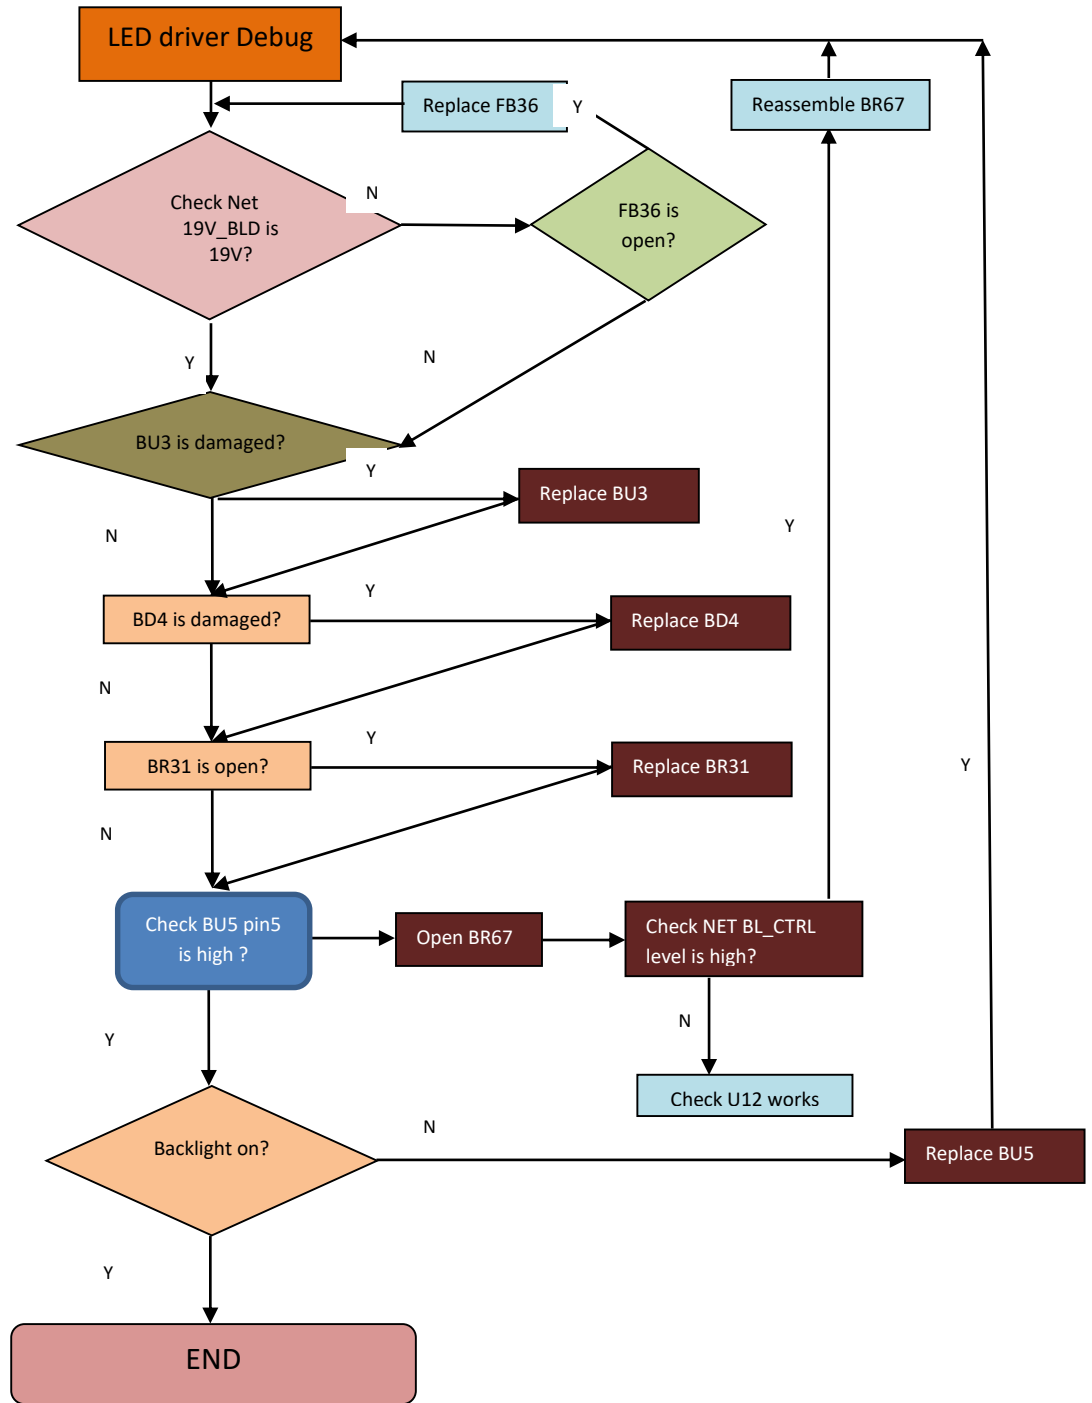 LED driver Debug
Replace FB36
Y
Reassemble BR67
Check Net
19V_BLD is
19V?
N
FB36 is
open?
Y
N
BU3 is damaged?
Y
Replace BU3
N
Y
BD4 is damaged?
Y
Replace BD4
N
Y
BR31 is open?
Replace BR31
Y
N
Check BU5 pin5
is high ?
Open BR67
Check NET BL_CTRL
level is high?
N
Y
Check U12 works
Backlight on?
N
Replace BU5
Y
END